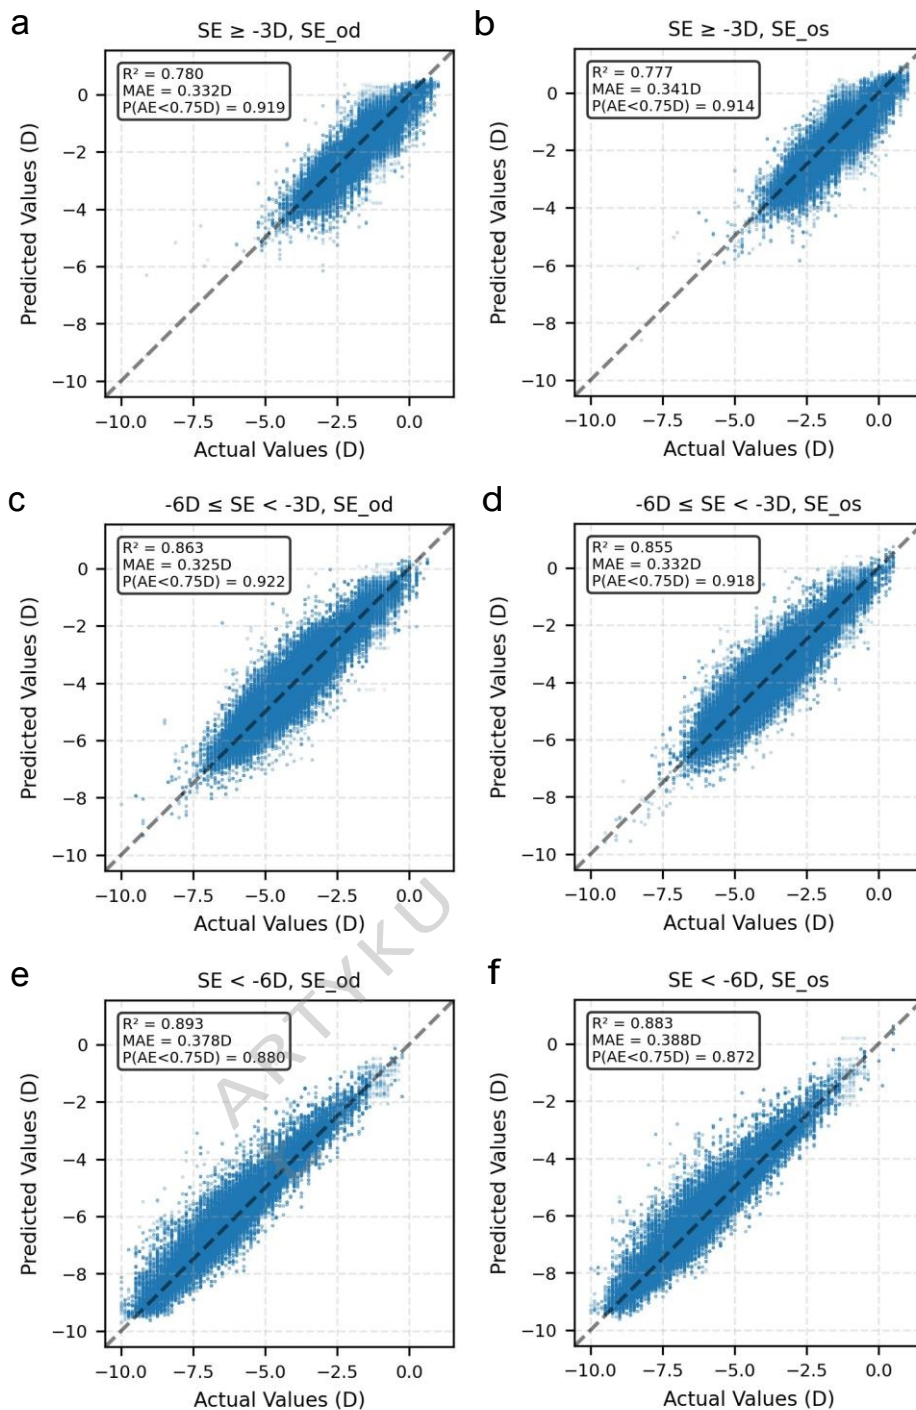 a
SE ≥ -3D, SE_od
R² = 0.780
MAE = 0.332D
P(AE<0.75D) = 0.919
Predicted Values (D)
0
−2
−4
−6
−8
−10
−10.0 −7.5 −5.0 −2.5 0.0
Actual Values (D)
b
SE ≥ -3D, SE_os
R² = 0.777
MAE = 0.341D
P(AE<0.75D) = 0.914
Predicted Values (D)
0
−2
−4
−6
−8
−10
−10.0 −7.5 −5.0 −2.5 0.0
Actual Values (D)
c
-6D ≤ SE < -3D, SE_od
R² = 0.863
MAE = 0.325D
P(AE<0.75D) = 0.922
Predicted Values (D)
0
−2
−4
−6
−8
−10
−10.0 −7.5 −5.0 −2.5 0.0
Actual Values (D)
d
-6D ≤ SE < -3D, SE_os
R² = 0.855
MAE = 0.332D
P(AE<0.75D) = 0.918
Predicted Values (D)
0
−2
−4
−6
−8
−10
−10.0 −7.5 −5.0 −2.5 0.0
Actual Values (D)
e
SE < -6D, SE_od
R² = 0.893
MAE = 0.378D
P(AE<0.75D) = 0.880
Predicted Values (D)
0
−2
−4
−6
−8
−10
−10.0 −7.5 −5.0 −2.5 0.0
Actual Values (D)
f
SE < -6D, SE_os
R² = 0.883
MAE = 0.388D
P(AE<0.75D) = 0.872
Predicted Values (D)
0
−2
−4
−6
−8
−10
−10.0 −7.5 −5.0 −2.5 0.0
Actual Values (D)
ARTYKU